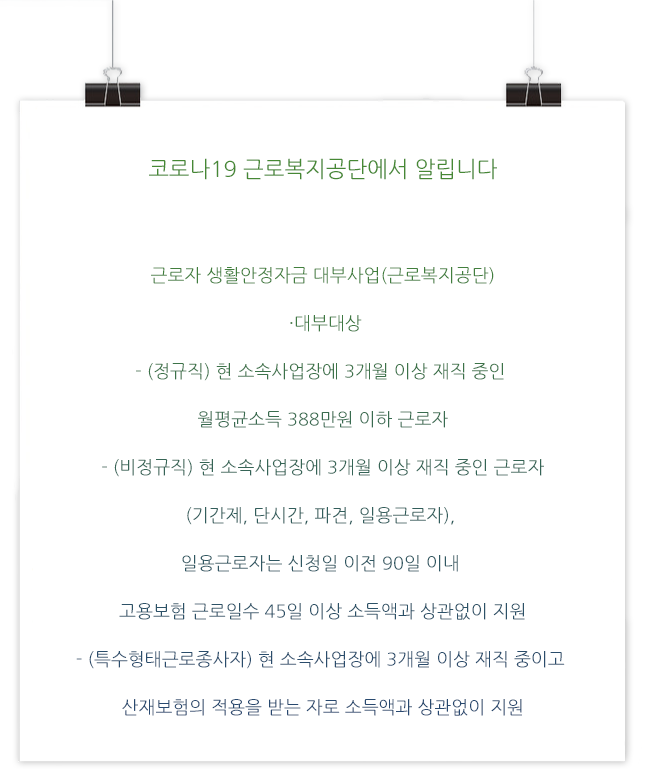 코로나19 근로복지공단에서 알립니다
근로자 생활안정자금 대부사업(근로복지공단)
·대부대상
- (정규직) 현 소속사업장에 3개월 이상 재직 중인
월평균소득 388만원 이하 근로자
- (비정규직) 현 소속사업장에 3개월 이상 재직 중인 근로자
(기간제, 단시간, 파견, 일용근로자),
일용근로자는 신청일 이전 90일 이내
고용보험 근로일수 45일 이상 소득액과 상관없이 지원
- (특수형태근로종사자) 현 소속사업장에 3개월 이상 재직 중이고
산재보험의 적용을 받는 자로 소득액과 상관없이 지원